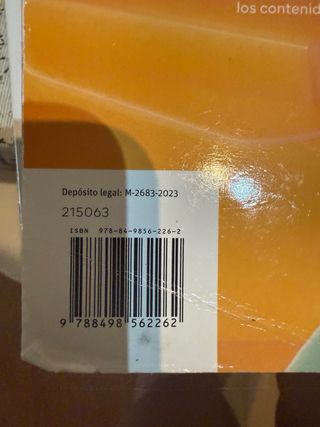 los contenid
Depósito legal: M-2683-2023
215063
ISBN 978-84-9856-226-2
9 788498 562262